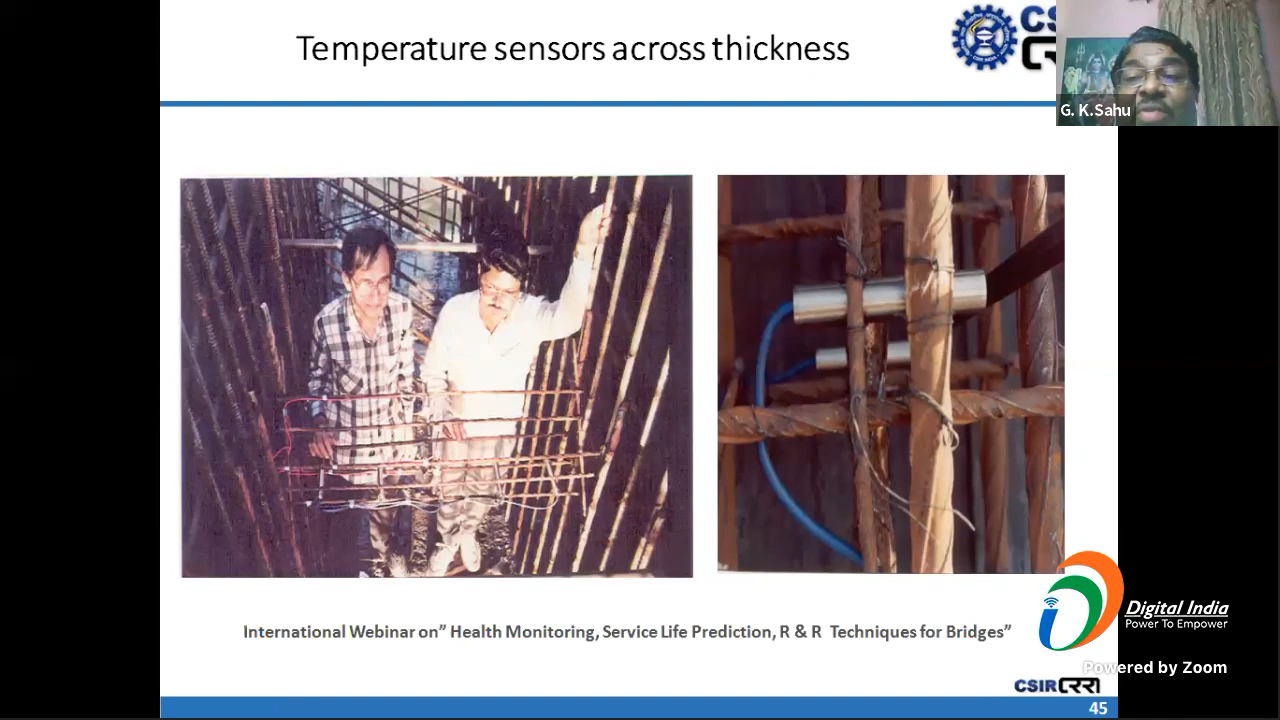 Temperature sensors across thickness
G. K.Sahu
International Webinar on” Health Monitoring, Service Life Prediction, R & R Techniques for Bridges”
Digital India
Power To Empower
Powered by Zoom
CSIR CRRI
45